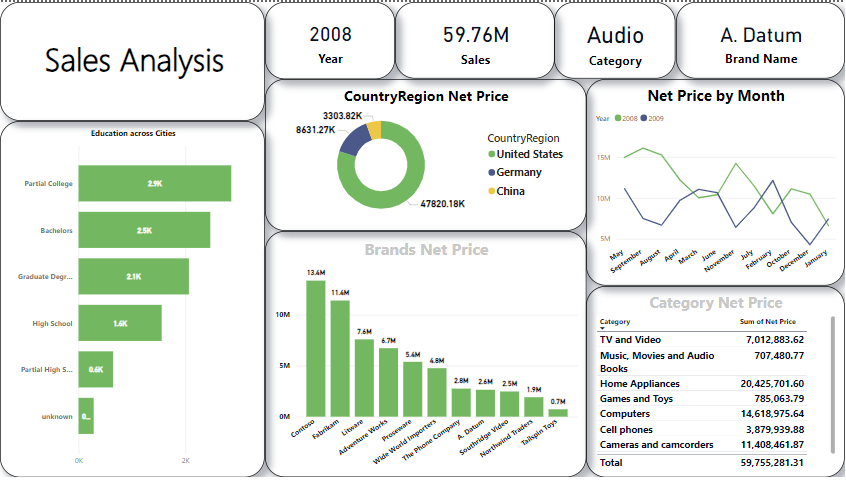 Sales Analysis
2008
Year
59.76M
Sales
Audio
Category
A. Datum
Brand Name
Education across Cities
Partial College
2.9K
Bachelors
2.5K
Graduate Degr...
2.1K
High School
1.6K
Partial High S...
0.6K
unknown
0...
0K
2K
CountryRegion Net Price
3303.82K
8631.27K
47820.18K
CountryRegion
United States
Germany
China
Net Price by Month
Year 2008 2009
15M
10M
5M
May
September
August
April
March
June
November
July
February
October
December
January
Brands Net Price
10M
5M
0M
13.4M
11.4M
7.6M
6.7M
5.4M
4.8M
2.8M
2.6M
2.5M
1.9M
0.7M
Contoso
Fabrikam
Litware
Adventure Works
Proseware
Wide World Importers
The Phone Company
A. Datum
Southridge Video
Northwind Traders
Tailspin Toys
Category Net Price
Category Sum of Net Price
TV and Video 7,012,883.62
Music, Movies and Audio 707,480.77
Books
Home Appliances 20,425,701.60
Games and Toys 785,063.79
Computers 14,618,975.64
Cell phones 3,879,939.88
Cameras and camcorders 11,408,461.87
Total 59,755,281.31